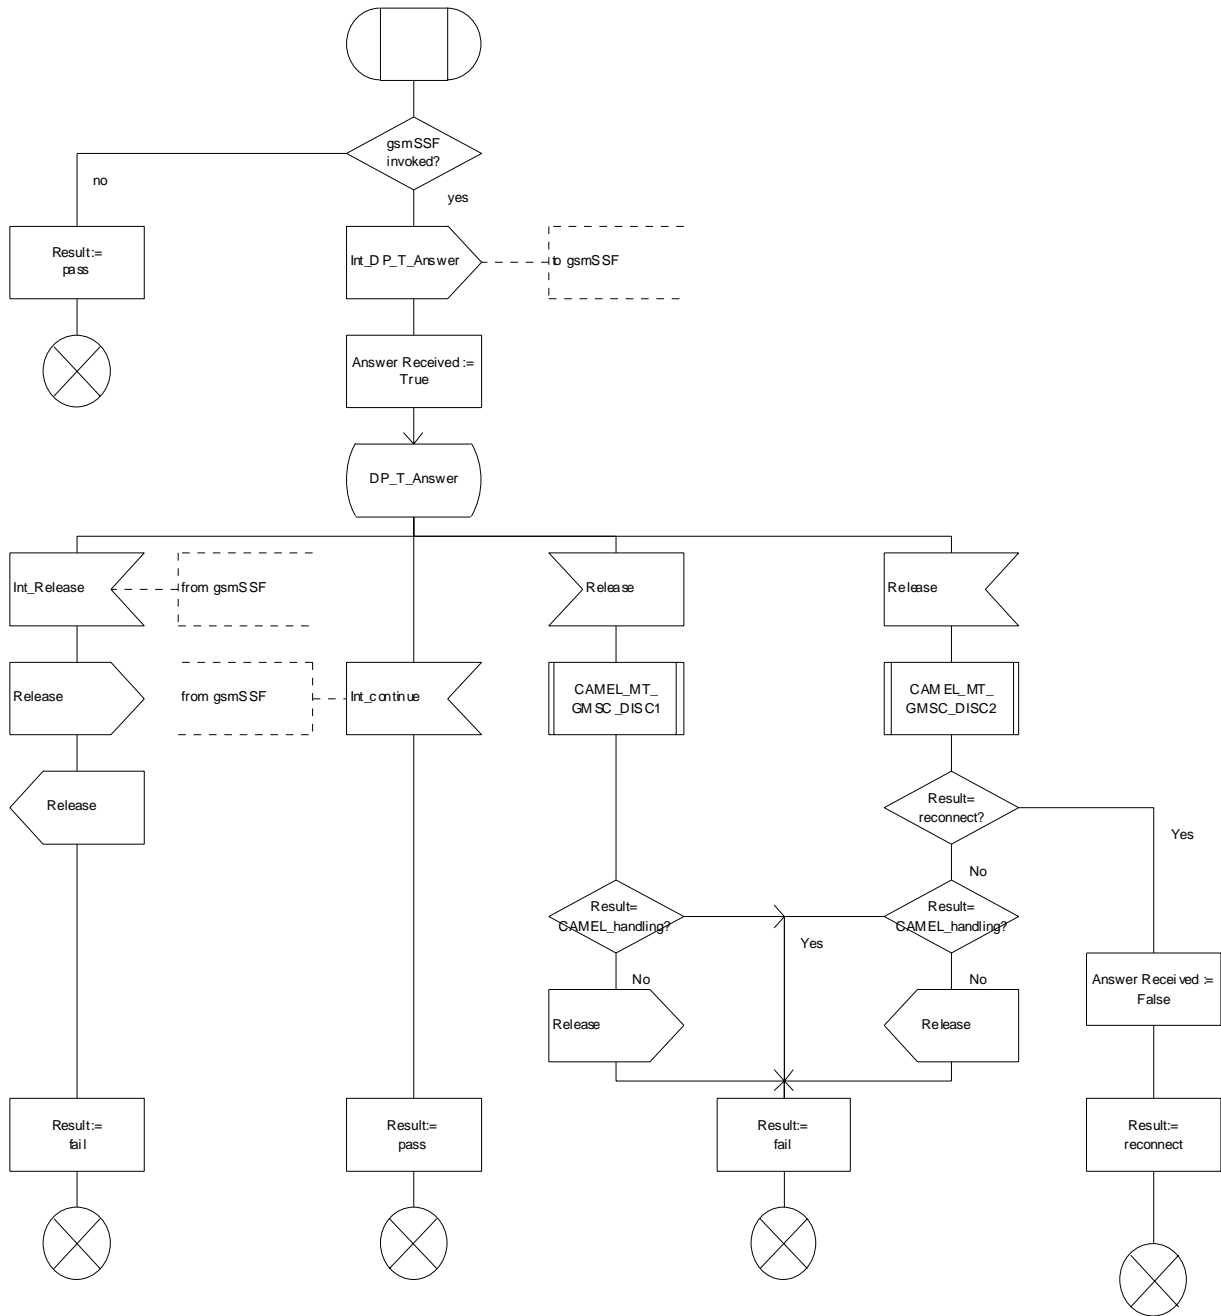 gsmSSF
invoked?
no
yes
Result:=
pass
Int_DP_T_Answer
to gsmSSF
Answer Received :=
True
DP_T_Answer
Int_Release
from gsmSSF
Release
Release
Release
from gsmSSF
Int_continue
CAMEL_MT_
GMSC_DISC1
CAMEL_MT_
GMSC_DISC2
Release
Result=
reconnect?
Yes
No
Result=
CAMEL_handling?
Yes
Result=
CAMEL_handling?
No
No
Answer Received :=
False
Release
Release
Result:=
fail
Result:=
pass
Result:=
fail
Result:=
reconnect